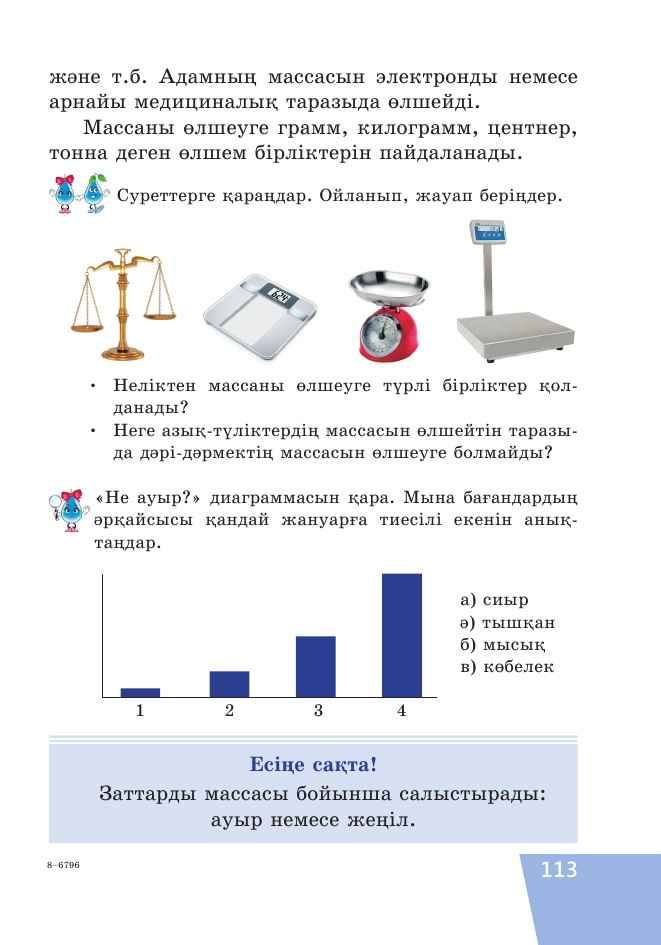 және т.б. Адамның массасын электронды немесе
арнайы медициналық таразыда өлшейді.
Массаны өлшеуге грамм, килограмм, центнер,
тонна деген өлшем бірліктерін пайдаланады.
Суреттерге қараңдар. Ойланып, жауап беріңдер.
• Неліктен массаны өлшеуге түрлі бірліктер қол-
данады?
• Неге азық-түліктердің массасын өлшейтін таразы-
да дәрі-дәрмектің массасын өлшеуге болмайды?
«Не ауыр?» диаграммасын қара. Мына бағандардың
әрқайсысы қандай жануарға тиесілі екенін анық-
таңдар.
а) сиыр
ә) тышқан
б) мысық
в) көбелек
1 2 3 4
Есіңе сақта!
Заттарды массасы бойынша салыстырады:
ауыр немесе жеңіл.
8–6796
113